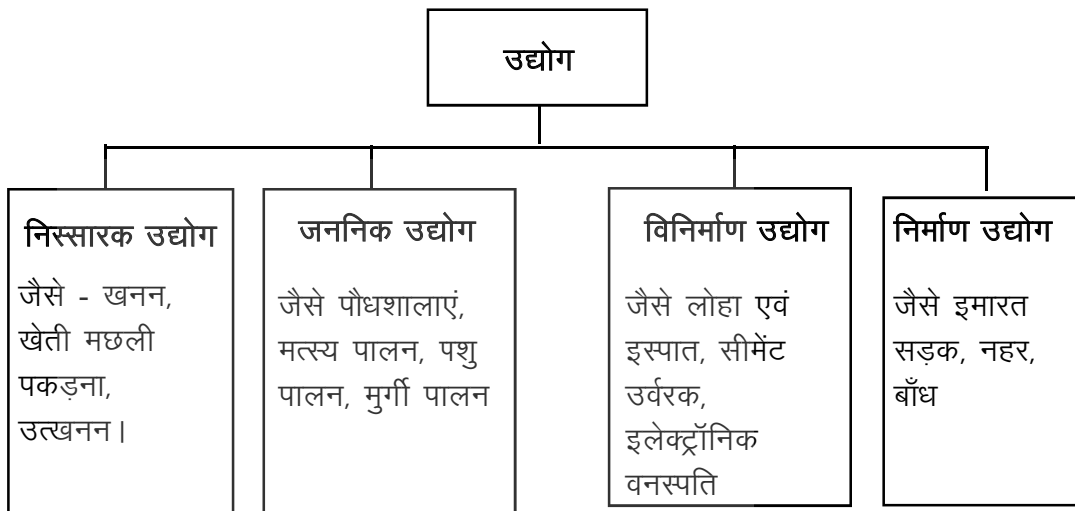 उद्योग
निस्सारक उद्योग
जैसे - खनन,
खेती मछली
पकड़ना,
उत्खनन।
जननिक उद्योग
जैसे पौधशालाएं,
मत्स्य पालन, पशु
पालन, मुर्गी पालन
विनिर्माण उद्योग
जैसे लोहा एवं
इस्पात, सीमेंट
उर्वरक,
इलेक्ट्रॉनिक
वनस्पति
निर्माण उद्योग
जैसे इमारत
सड़क, नहर,
बाँध